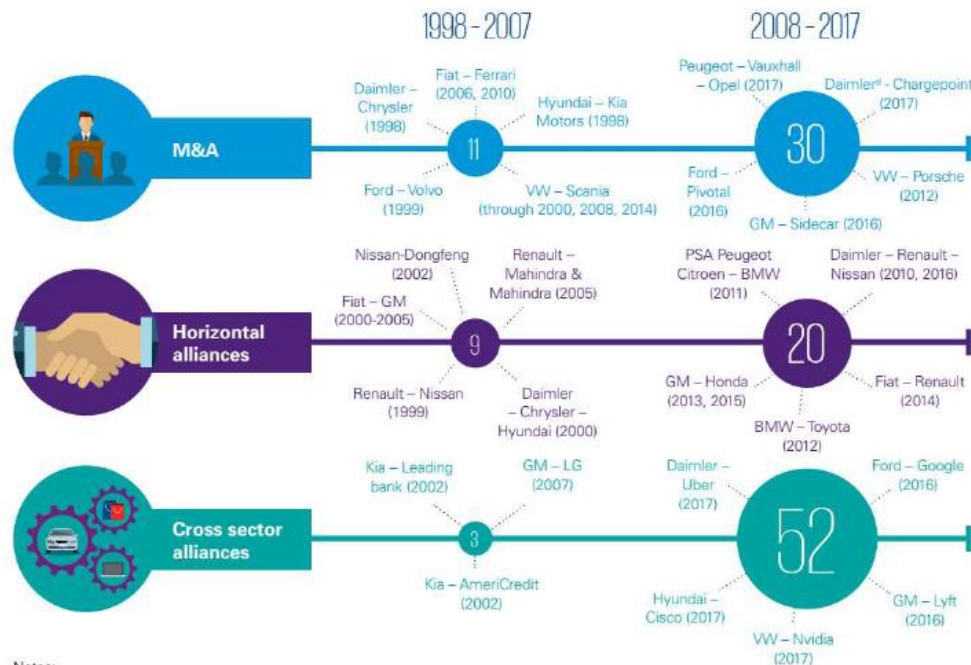 1998 - 2007
2008 - 2017
M&A
Daimler –
Chrysler
(1998)
Fiat – Ferrari
(2006, 2010)
Hyundai – Kia
Motors (1998)
11
Ford – Volvo
(1999)
VW – Scania
(through 2000, 2008, 2014)
Peugeot – Vauxhall
– Opel (2017)
Daimler - Chargepoint
(2017)
30
Ford –
Pivotal
(2016)
GM – Sidecar (2016)
VW – Porsche
(2012)
Horizontal
alliances
Nissan-Dongfeng
(2002)
Renault –
Mahindra &
Mahindra (2005)
Fiat – GM
(2000-2005)
9
Renault – Nissan
(1999)
Daimler
– Chrysler –
Hyundai (2000)
PSA Peugeot
Citroen – BMW
(2011)
Daimler – Renault –
Nissan (2010, 2016)
20
GM – Honda
(2013, 2015)
BMW – Toyota
(2012)
Fiat – Renault
(2014)
Cross sector
alliances
Kia – Leading
bank (2002)
GM – LG
(2007)
3
Kia – AmeriCredit
(2002)
Daimler –
Uber
(2017)
Ford – Google
(2016)
52
Hyundai –
Cisco (2017)
VW – Nvidia
(2017)
GM – Lyft
(2016)